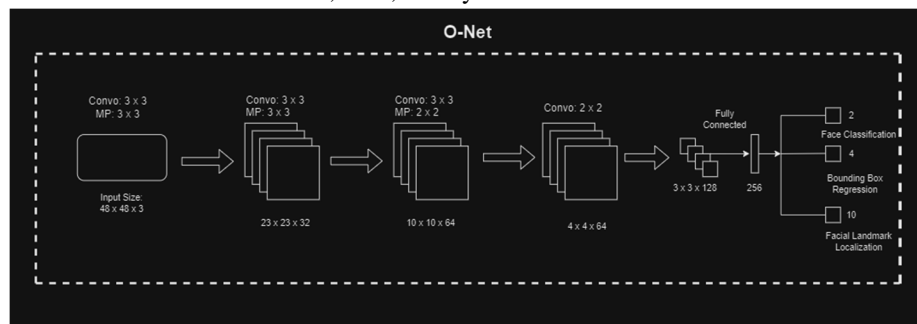 O-Net
Convo: 3 x 3
MP: 3 x 3
Input Size:
48 x 48 x 3
Convo: 3 x 3
MP: 3 x 3
23 x 23 x 32
Convo: 3 x 3
MP: 2 x 2
10 x 10 x 64
Convo: 2 x 2
4 x 4 x 64
3 x 3 x 128
Fully
Connected
256
2
Face Classification
4
Bounding Box
Regression
10
Facial Landmark
Localization